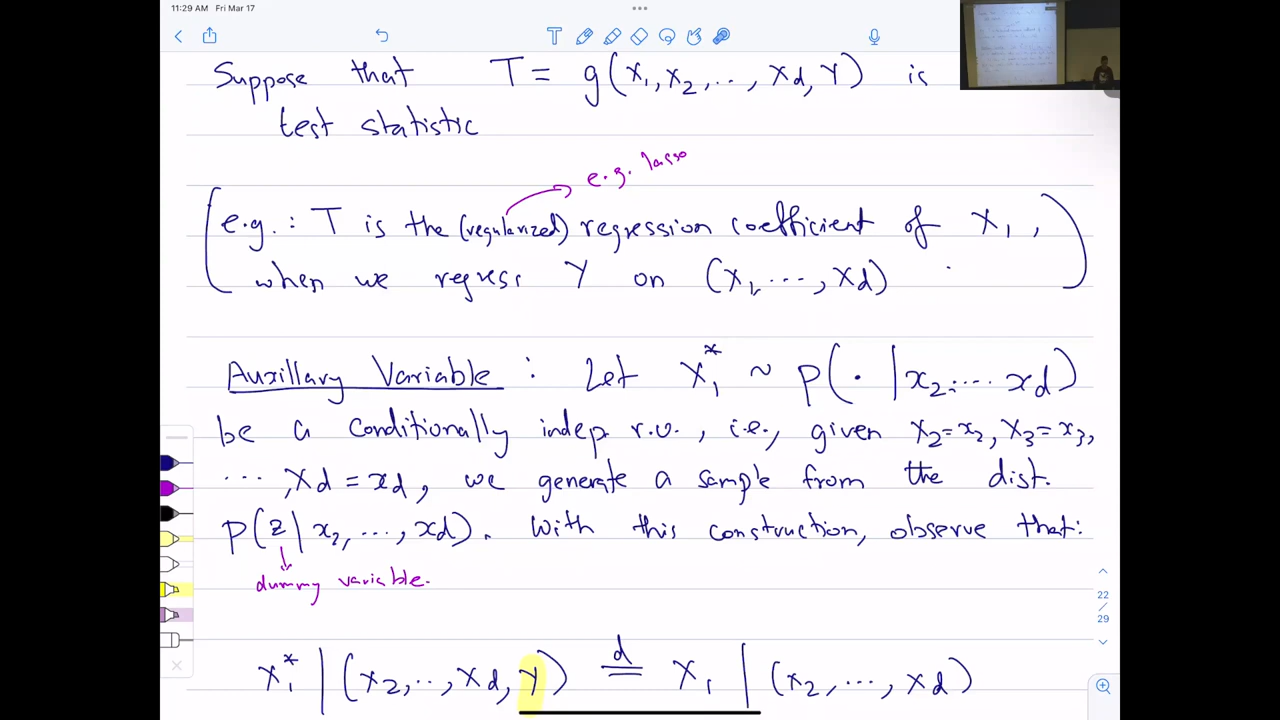 11:29 AM Fri Mar 17
Suppose that T = g(X₁, X₂, ..., Xd, Y) is
test statistic
e.g. lasso
(e.g.: T is the (regularized) regression coefficient of X₁,
when we regress Y on (X₁, ..., Xd))
Auxillary Variable : Let X₁* ~ p(· | x₂, ... xd)
be a conditionally indep. r.v., i.e., given X₂=x₂, X₃=x₃,
..., Xd = xd, we generate a sample from the dist.
p(z | x₂, ..., xd). With this construction, observe that:
dummy variable.
22
/
29
X₁* | (X₂, .., Xd, Y) d= X₁ | (X₂, ..., Xd)